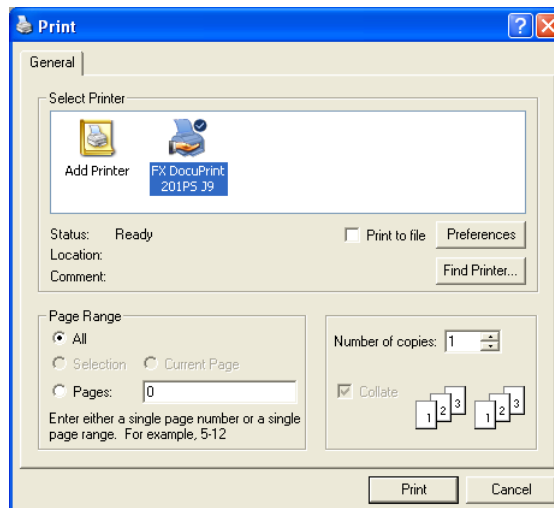 Print
General
Select Printer
Add Printer
FX DocuPrint
201PS J9
Status: Ready
Location:
Comment:
Print to file
Preferences
Find Printer...
Page Range
All
Selection
Current Page
Pages: 0
Enter either a single page number or a single
page range. For example, 5-12
Number of copies: 1
Collate
1 2 3 1 2 3
Print
Cancel